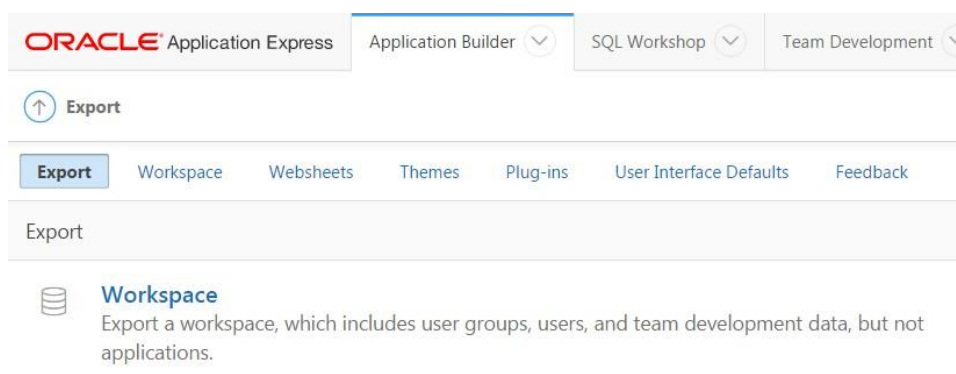 ORACLE® Application Express Application Builder SQL Workshop Team Development
Export
Export Workspace Websheets Themes Plug-ins User Interface Defaults Feedback
Export
Workspace
Export a workspace, which includes user groups, users, and team development data, but not
applications.